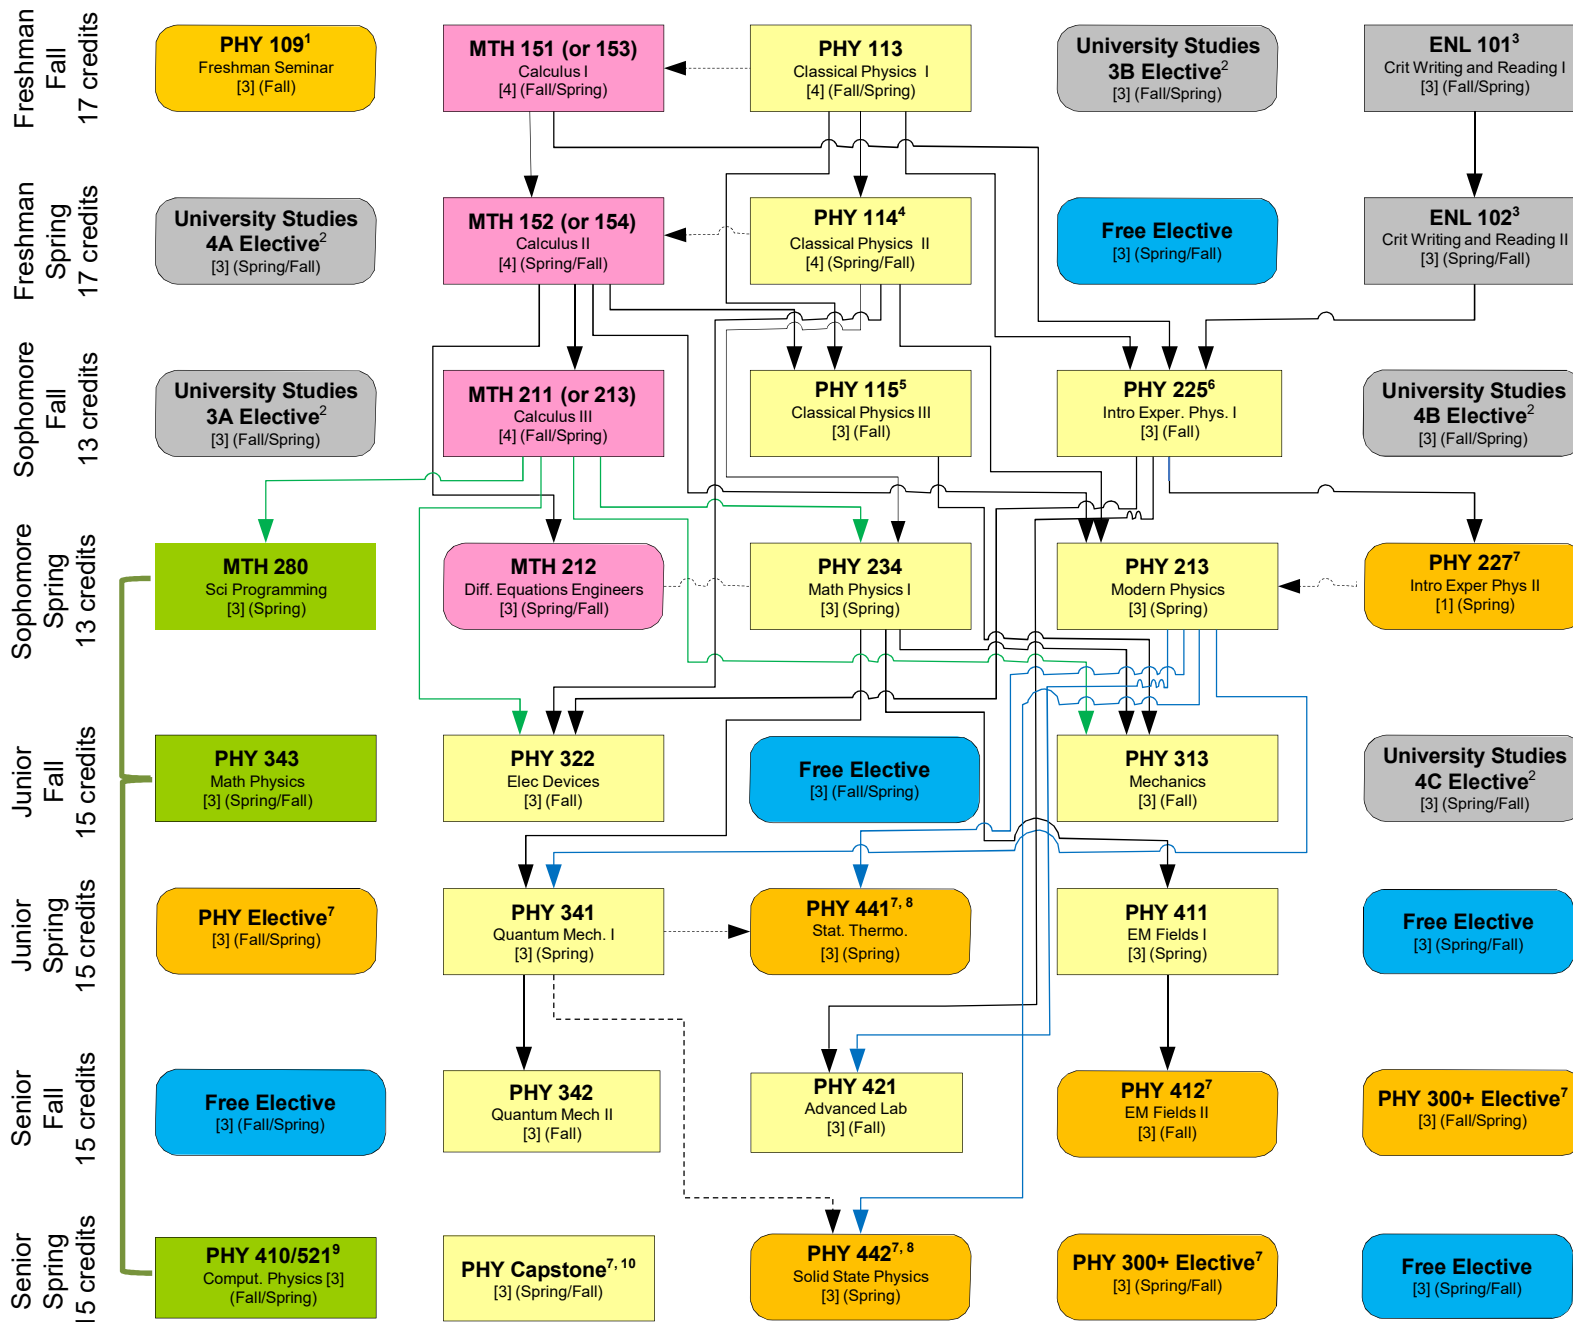 Freshman
Fall
17 credits
PHY 109¹
Freshman Seminar
[3] (Fall)
MTH 151 (or 153)
Calculus I
[4] (Fall/Spring)
PHY 113
Classical Physics I
[4] (Fall/Spring)
University Studies
3B Elective²
[3] (Fall/Spring)
ENL 101³
Crit Writing and Reading I
[3] (Fall/Spring)
Freshman
Spring
17 credits
University Studies
4A Elective²
[3] (Spring/Fall)
MTH 152 (or 154)
Calculus II
[4] (Spring/Fall)
PHY 114⁴
Classical Physics II
[4] (Spring/Fall)
Free Elective
[3] (Spring/Fall)
ENL 102³
Crit Writing and Reading II
[3] (Spring/Fall)
Sophomore
Fall
13 credits
University Studies
3A Elective²
[3] (Fall/Spring)
MTH 211 (or 213)
Calculus III
[4] (Fall/Spring)
PHY 115⁵
Classical Physics III
[3] (Fall)
PHY 225⁶
Intro Exper. Phys. I
[3] (Fall)
University Studies
4B Elective²
[3] (Fall/Spring)
Sophomore
Spring
13 credits
MTH 280
Sci Programming
[3] (Spring)
MTH 212
Diff. Equations Engineers
[3] (Spring/Fall)
PHY 234
Math Physics I
[3] (Spring)
PHY 213
Modern Physics
[3] (Spring)
PHY 227⁷
Intro Exper Phys II
[1] (Spring)
Junior
Fall
15 credits
PHY 343
Math Physics
[3] (Spring/Fall)
PHY 322
Elec Devices
[3] (Fall)
Free Elective
[3] (Fall/Spring)
PHY 313
Mechanics
[3] (Fall)
University Studies
4C Elective²
[3] (Spring/Fall)
Junior
Spring
15 credits
PHY Elective⁷
[3] (Fall/Spring)
PHY 341
Quantum Mech. I
[3] (Spring)
PHY 441⁷, ⁸
Stat. Thermo.
[3] (Spring)
PHY 411
EM Fields I
[3] (Spring)
Free Elective
[3] (Spring/Fall)
Senior
Fall
15 credits
Free Elective
[3] (Fall/Spring)
PHY 342
Quantum Mech II
[3] (Fall)
PHY 421
Advanced Lab
[3] (Fall)
PHY 412⁷
EM Fields II
[3] (Fall)
PHY 300+ Elective⁷
[3] (Fall/Spring)
Senior
Spring
15 credits
PHY 410/521⁹
Comput. Physics [3]
(Fall/Spring)
PHY Capstone⁷, ¹⁰
[3] (Spring/Fall)
PHY 442⁷, ⁸
Solid State Physics
[3] (Spring)
PHY 300+ Elective⁷
[3] (Spring/Fall)
Free Elective
[3] (Spring/Fall)